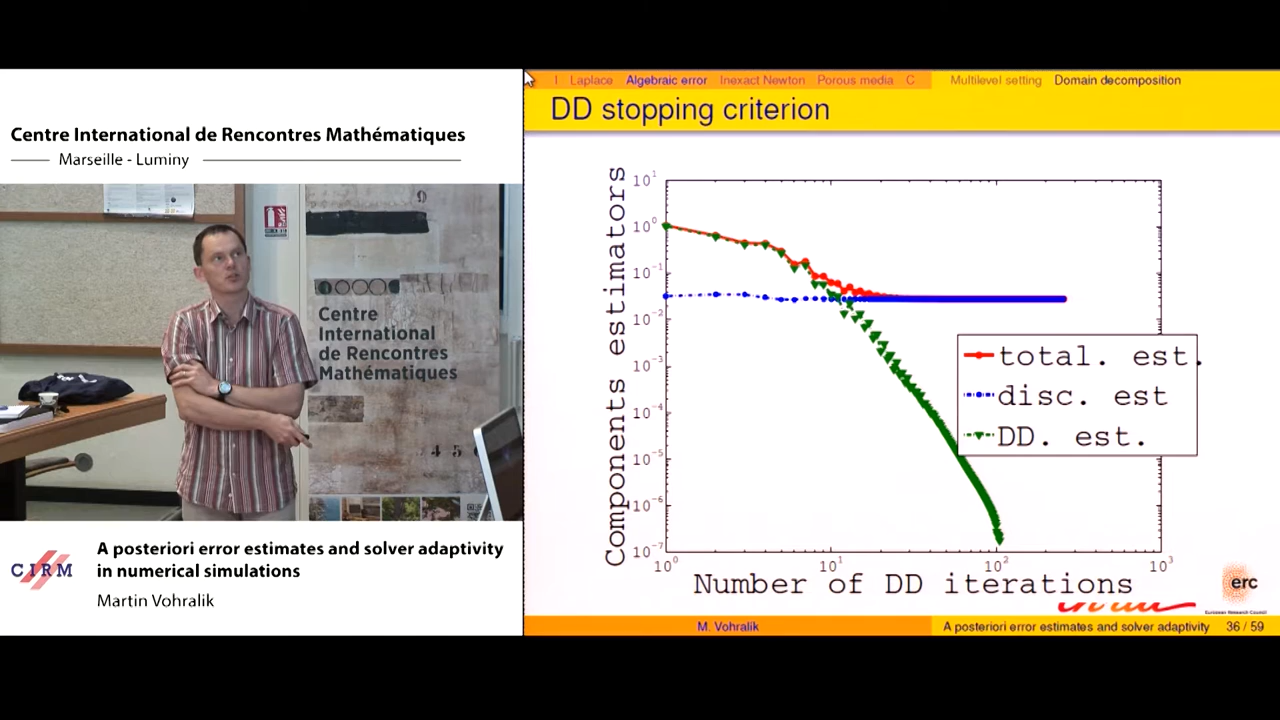 Centre International de Rencontres Mathématiques
Marseille - Luminy
Centre
International
de Rencontres
Mathématiques
CIRM
A posteriori error estimates and solver adaptivity
in numerical simulations
Martin Vohralik
I Laplace Algebraic error Inexact Newton Porous media C Multilevel setting Domain decomposition
DD stopping criterion
Components estimators
10^1
10^0
10^-1
10^-2
10^-3
10^-4
10^-5
10^-6
10^-7
total. est.
disc. est
DD. est.
10^0 10^1 10^2 10^3
Number of DD iterations
erc
European Research Council
M. Vohralík A posteriori error estimates and solver adaptivity 36 / 59